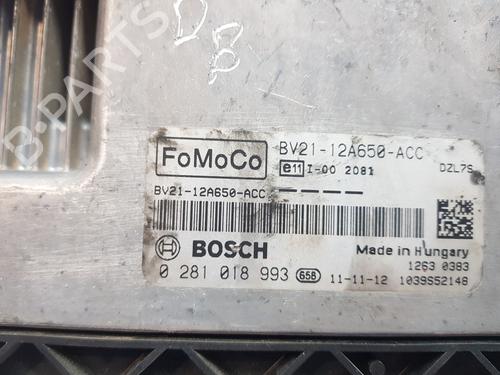 B-PARTS
DB
FoMoCo
BV21-12A650-ACC
e11 I-00 2081
DZL7S
BV21-12A650-ACC
BOSCH
Made in Hungary
1263 0383
0 281 018 993 658 11-11-12 1039S52148